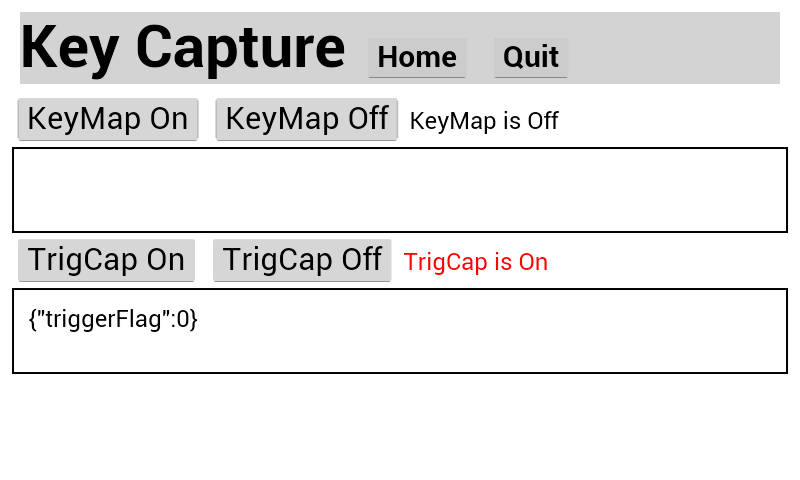 Key Capture Home Quit
KeyMap On KeyMap Off KeyMap is Off
TrigCap On TrigCap Off TrigCap is On
{"triggerFlag":0}